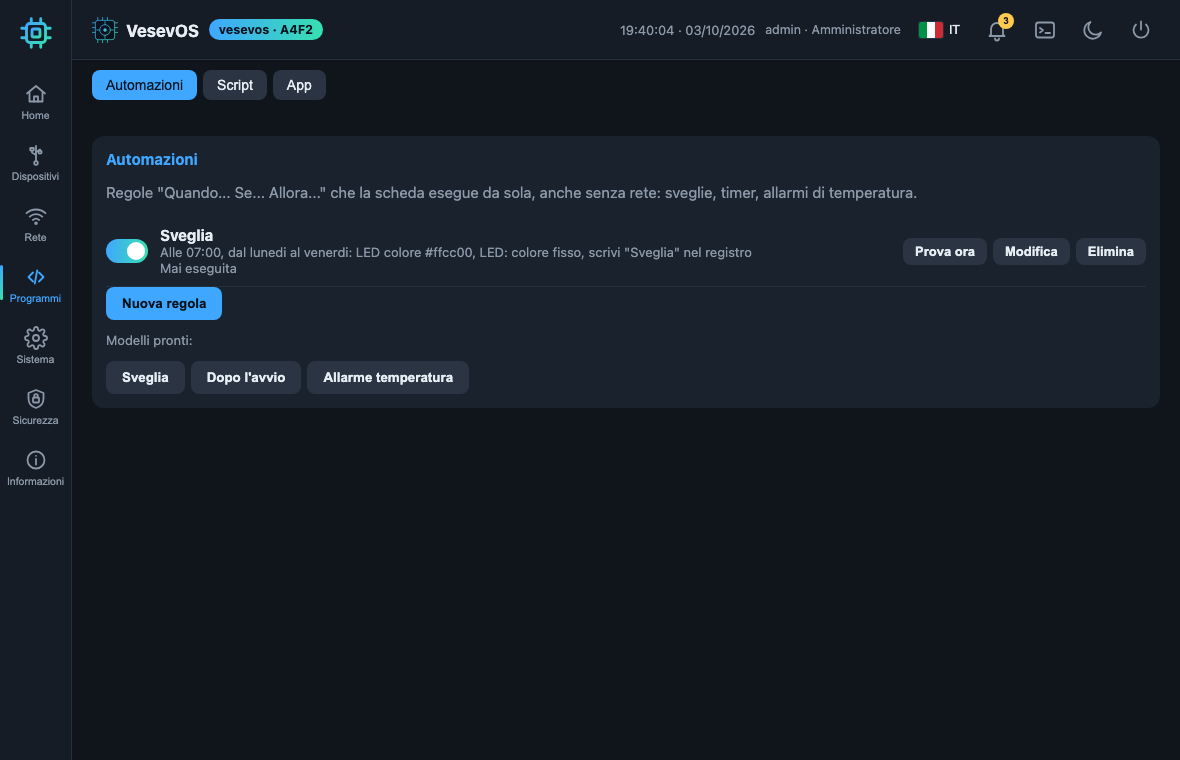 VesevOS
vesevos · A4F2
19:40:04 · 03/10/2026
admin · Amministratore
IT
3
Home
Dispositivi
Rete
Programmi
Sistema
Sicurezza
Informazioni
Automazioni
Script
App
Automazioni
Regole "Quando... Se... Allora..." che la scheda esegue da sola, anche senza rete: sveglie, timer, allarmi di temperatura.
Sveglia
Alle 07:00, dal lunedì al venerdì: LED colore #ffcc00, LED: colore fisso, scrivi "Sveglia" nel registro
Mai eseguita
Prova ora
Modifica
Elimina
Nuova regola
Modelli pronti:
Sveglia
Dopo l'avvio
Allarme temperatura